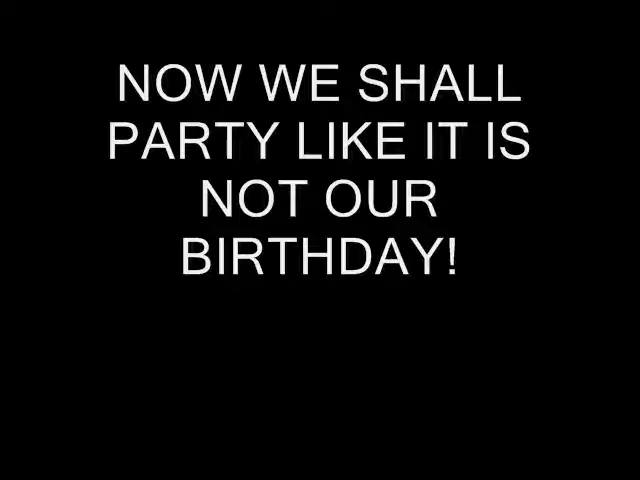 NOW WE SHALL
PARTY LIKE IT IS
NOT OUR
BIRTHDAY!